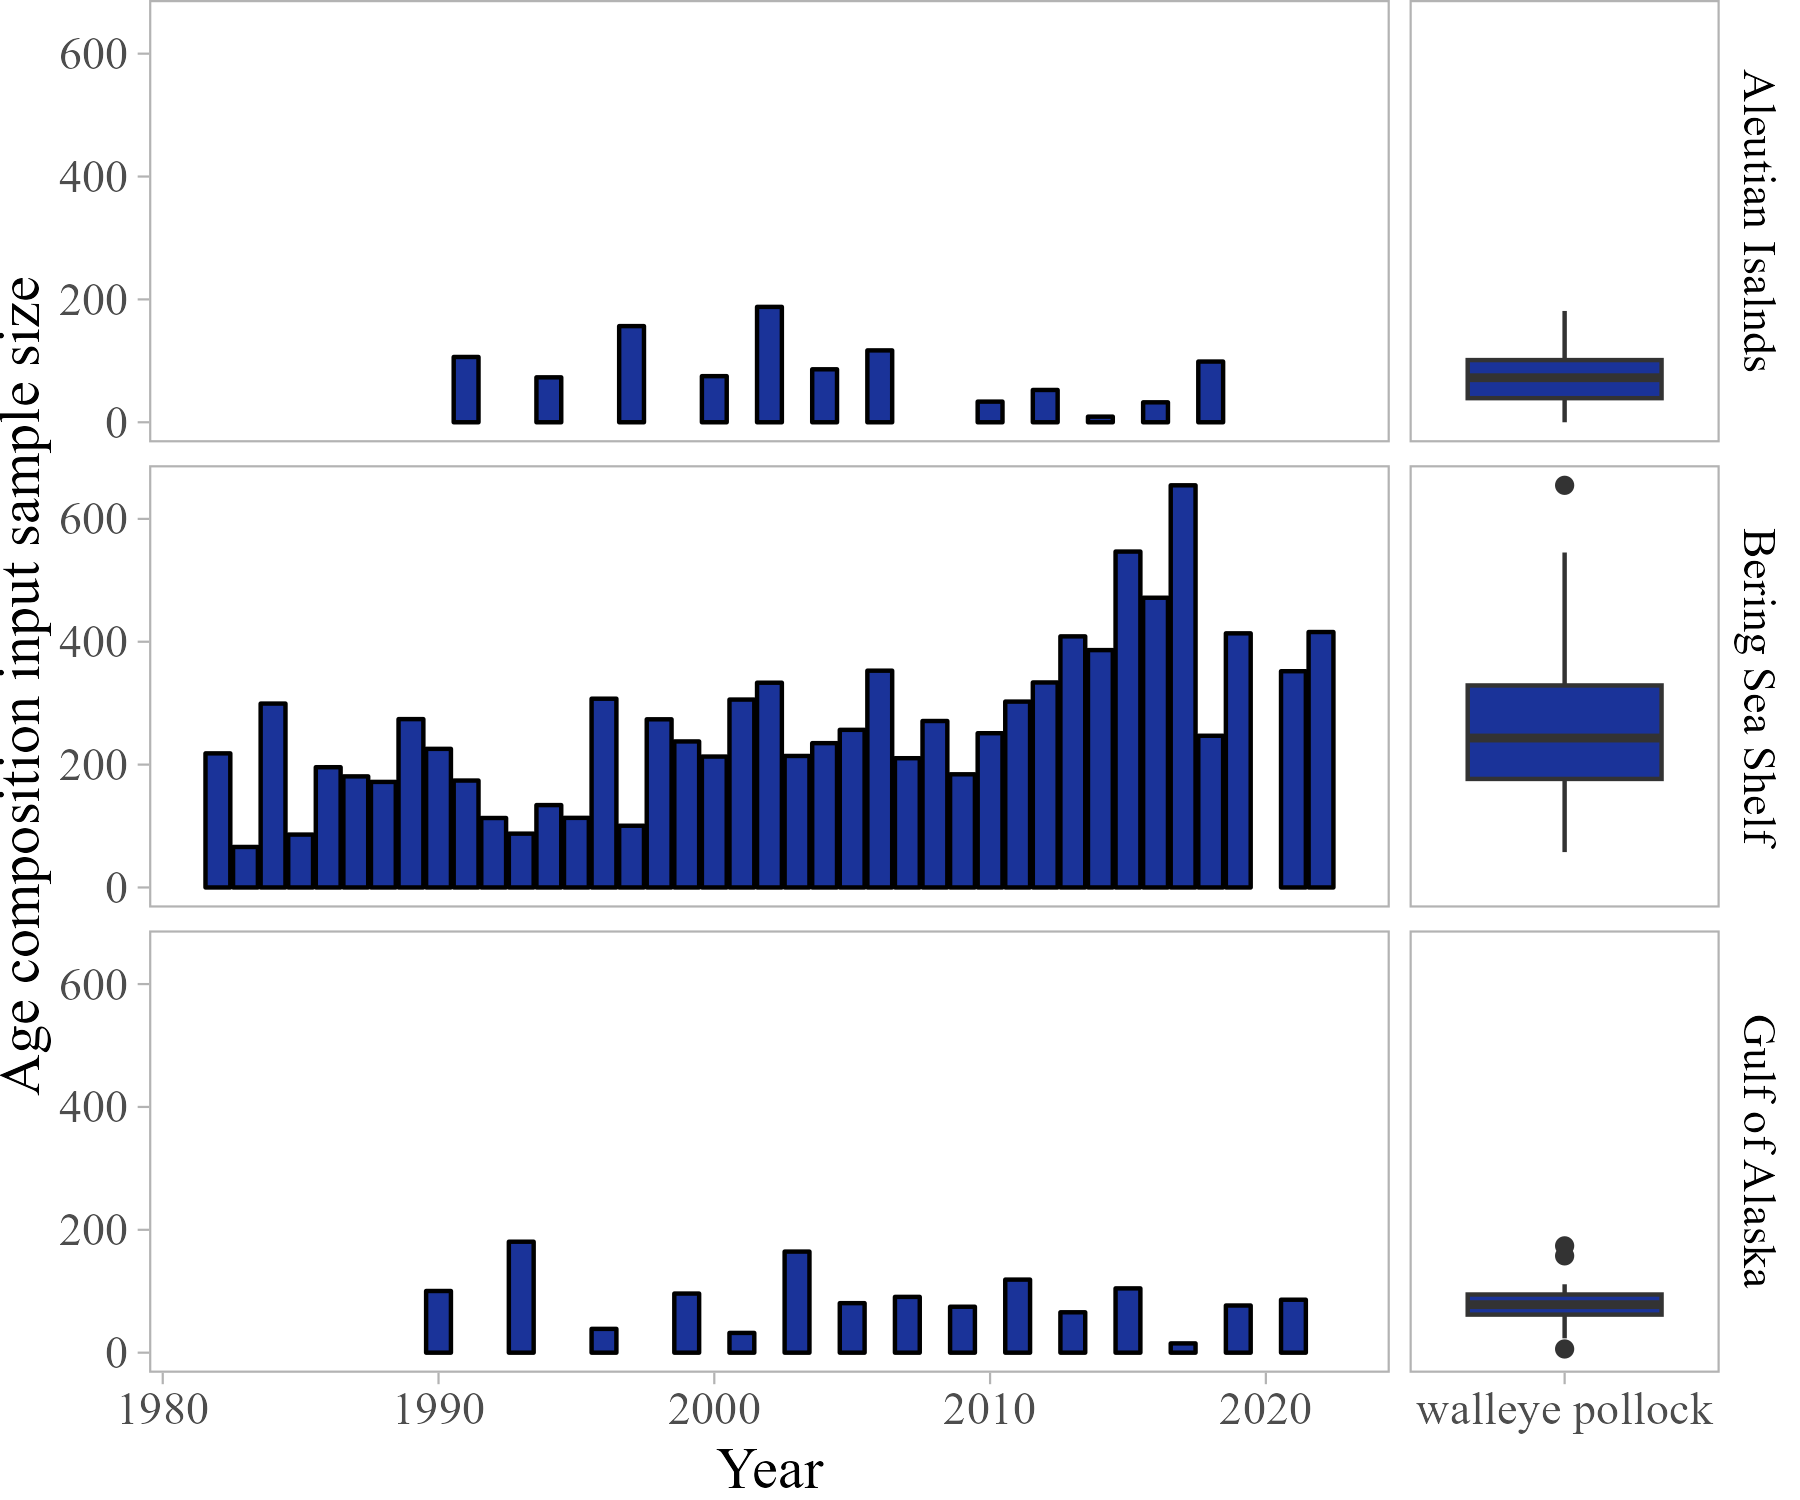 Age composition input sample size
600
400
200
0
Aleutian Isalnds
600
400
200
0
Bering Sea Shelf
600
400
200
0
Gulf of Alaska
1980 1990 2000 2010 2020 walleye pollock
Year